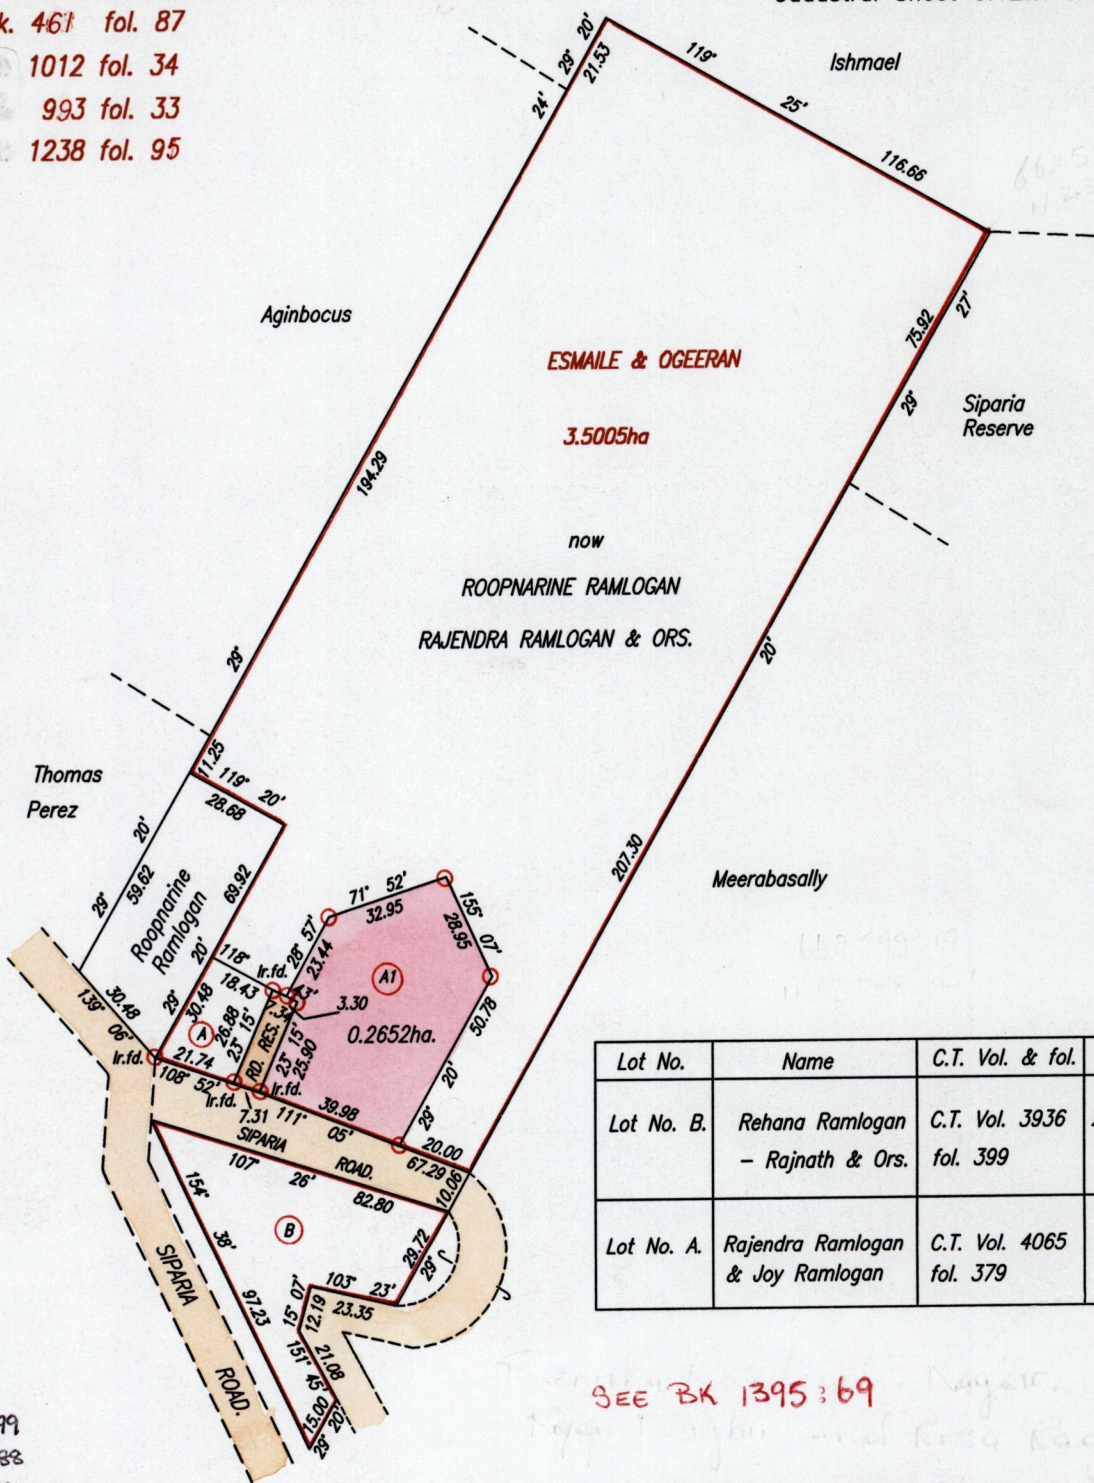 k. 461 fol. 87
1012 fol. 34
993 fol. 33
1238 fol. 95
29° 20'
21.53
24'
119° 25'
116.66
Ishmael
Aginbocus
ESMAILE & OGEERAN
3.5005ha
75.92
27'
29°
Siparia
Reserve
194.29
now
ROOPNARINE RAMLOGAN
RAJENDRA RAMLOGAN & ORS.
29°
20'
11.25
119° 20'
28.68
Thomas
Perez
20'
59.62
29°
Roopnarine
Ramlogan
69.92
20'
29°
207.30
Meerabasally
71° 52'
32.95
155° 07'
28.95
28° 57'
23.44
A1
0.2652ha.
50.78
20'
29°
118°
43'
18.43
Ir.fd.
3.30
30.48
139° 06'
30.48
A
26.88
23° 15'
RD. RES.
23° 15'
25.90
Ir.fd.
21.74
108° 52'
Ir.fd.
Ir.fd.
7.31
111° 05'
39.98
20.00
67.29
10.06
SIPARIA ROAD.
107° 26'
82.80
154° 38'
97.23
B
29.72
29°
103° 23'
23.35
15° 07'
12.19
151° 45'
21.08
15.00
29° 20'
SIPARIA ROAD.
Lot No. Name C.T. Vol. & fol.
Lot No. B. Rehana Ramlogan C.T. Vol. 3936
– Rajnath & Ors. fol. 399
Lot No. A. Rajendra Ramlogan C.T. Vol. 4065
& Joy Ramlogan fol. 379
SEE BK 1395:69
99
88